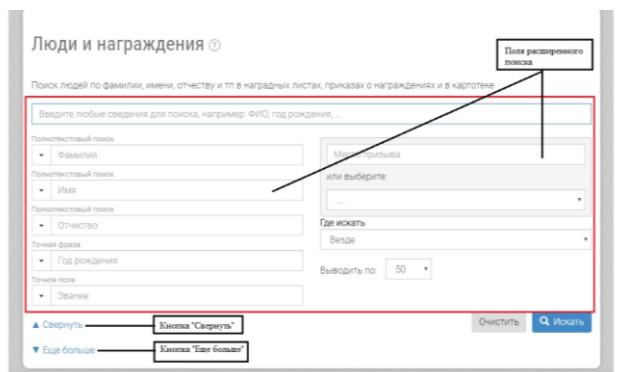 Люди и награждения ?
Поля расширенного
поиска
Поиск людей по фамилии, имени, отчеству и тп в наградных листах, приказах о награждениях и в картотеке
Введите любые сведения для поиска, например: ФИО, год рождения, ...
Полнотекстовый поиск
Фамилия
Полнотекстовый поиск
Имя
Полнотекстовый поиск
Отчество
Точная фраза
Год рождения
Точное поле
Звание
Место призыва
или выберите:
...
Где искать
Везде
Выводить по: 50
▲ Свернуть
Кнопка "Свернуть"
Очистить
Искать
▼ Еще больше
Кнопка "Еще больше"